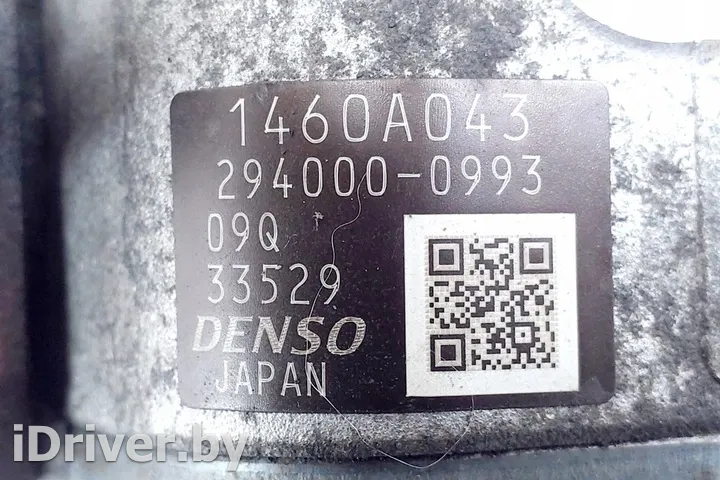 1460A043
294000-0993
09Q
33529
DENSO
JAPAN
iDriver.by